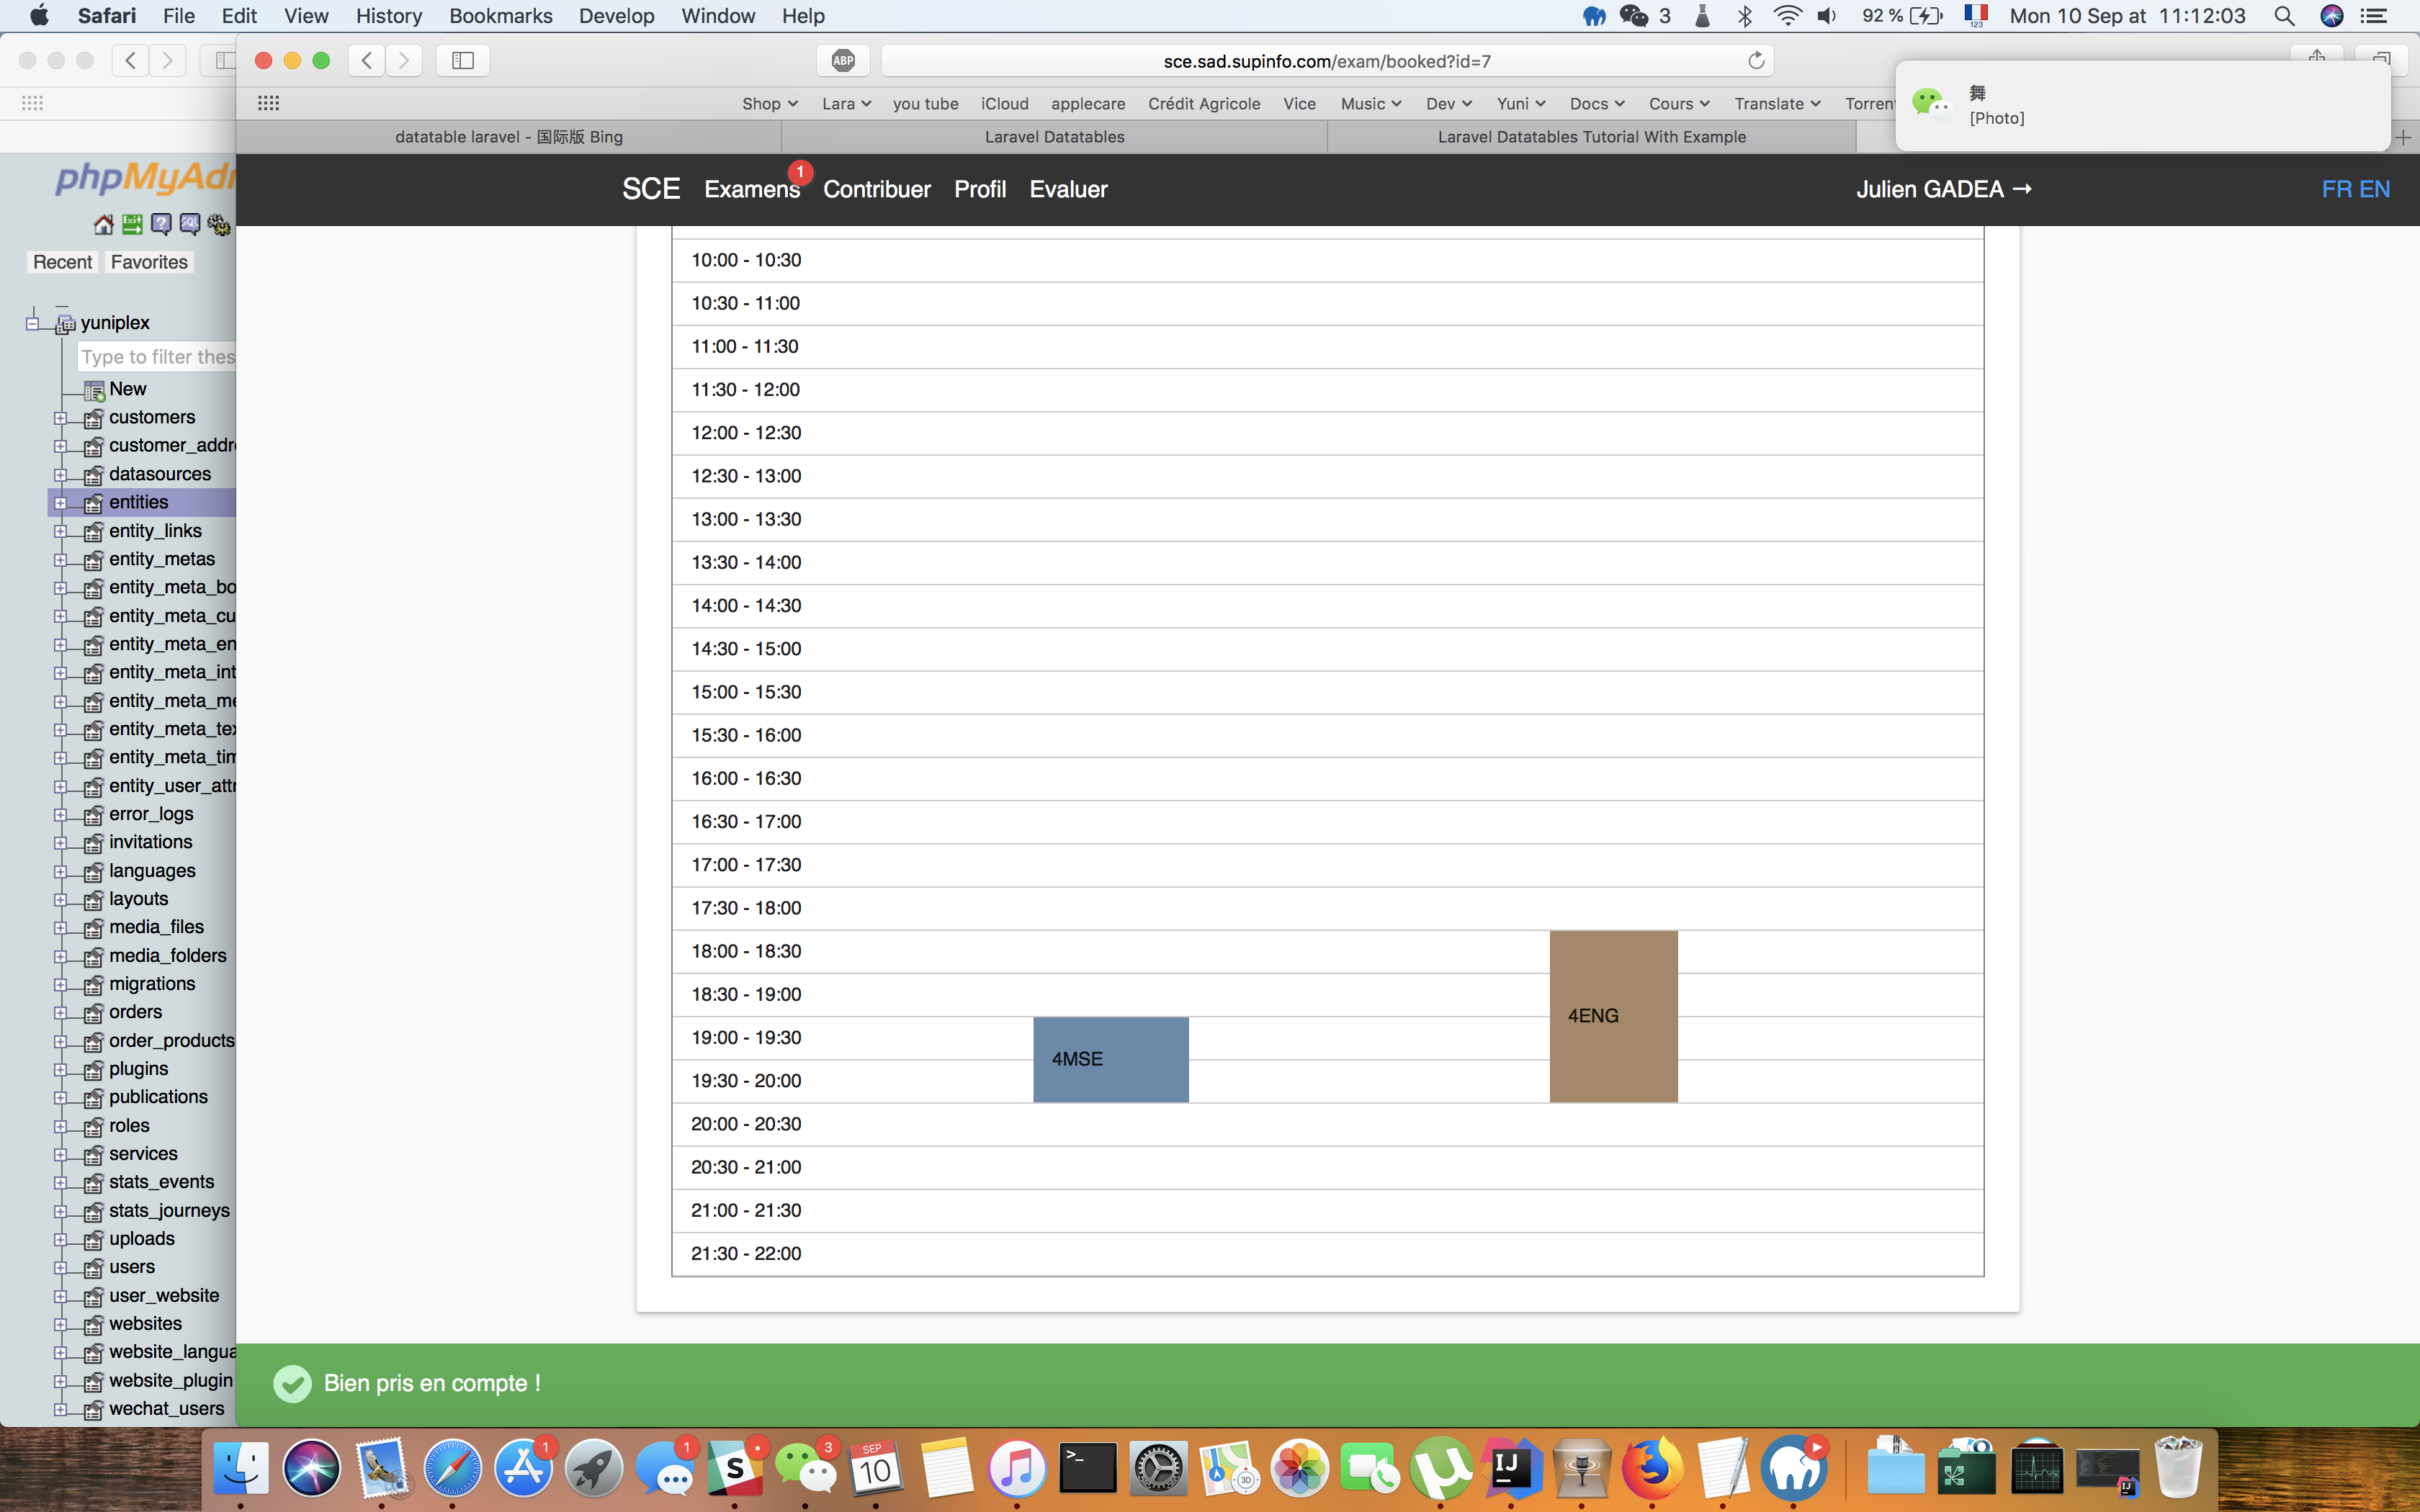 Safari File Edit View History Bookmarks Develop Window Help 3 92 % 123 Mon 10 Sep at 11:12:03
ABP sce.sad.supinfo.com/exam/booked?id=7
Shop Lara you tube iCloud applecare Crédit Agricole Vice Music Dev Yuni Docs Cours Translate Torren
舞
[Photo]
datatable laravel - 国际版 Bing Laravel Datatables Laravel Datatables Tutorial With Example
phpMyAdm
SCE Examens 1 Contribuer Profil Evaluer Julien GADEA → FR EN
Exit ? SQL
Recent Favorites
yuniplex
Type to filter thes
New
customers
customer_addre
datasources
entities
entity_links
entity_metas
entity_meta_bo
entity_meta_cu
entity_meta_en
entity_meta_int
entity_meta_me
entity_meta_tex
entity_meta_tim
entity_user_attr
error_logs
invitations
languages
layouts
media_files
media_folders
migrations
orders
order_products
plugins
publications
roles
services
stats_events
stats_journeys
uploads
users
user_website
websites
website_langua
website_plugin
wechat_users
10:00 - 10:30
10:30 - 11:00
11:00 - 11:30
11:30 - 12:00
12:00 - 12:30
12:30 - 13:00
13:00 - 13:30
13:30 - 14:00
14:00 - 14:30
14:30 - 15:00
15:00 - 15:30
15:30 - 16:00
16:00 - 16:30
16:30 - 17:00
17:00 - 17:30
17:30 - 18:00
18:00 - 18:30
18:30 - 19:00
4ENG
19:00 - 19:30
4MSE
19:30 - 20:00
20:00 - 20:30
20:30 - 21:00
21:00 - 21:30
21:30 - 22:00
Bien pris en compte !
1 1 S 3 SEP 10 >_ 3D IJ